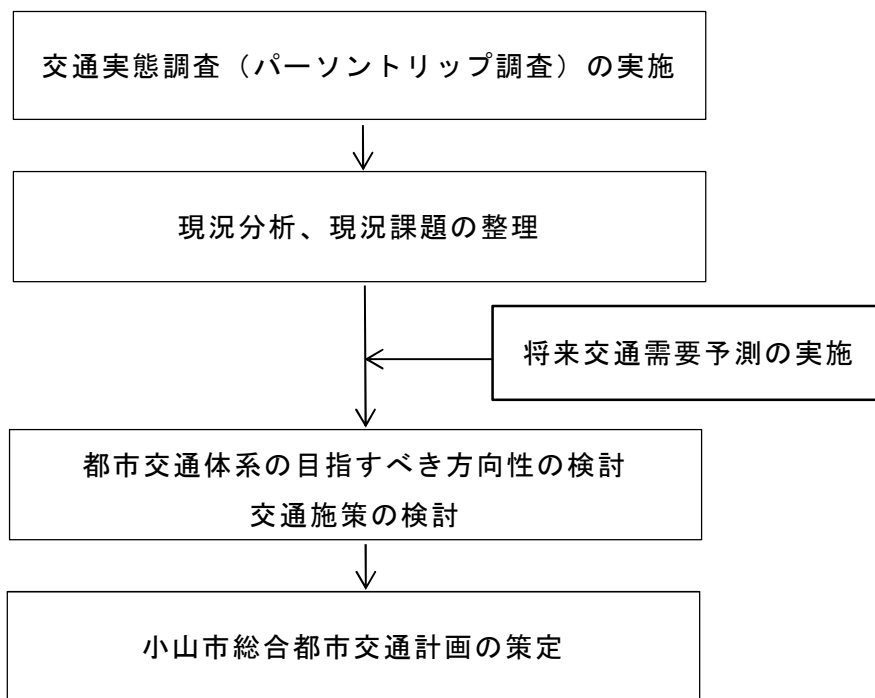 交通実態調査（パーソントリップ調査）の実施
現況分析、現況課題の整理
将来交通需要予測の実施
都市交通体系の目指すべき方向性の検討
交通施策の検討
小山市総合都市交通計画の策定